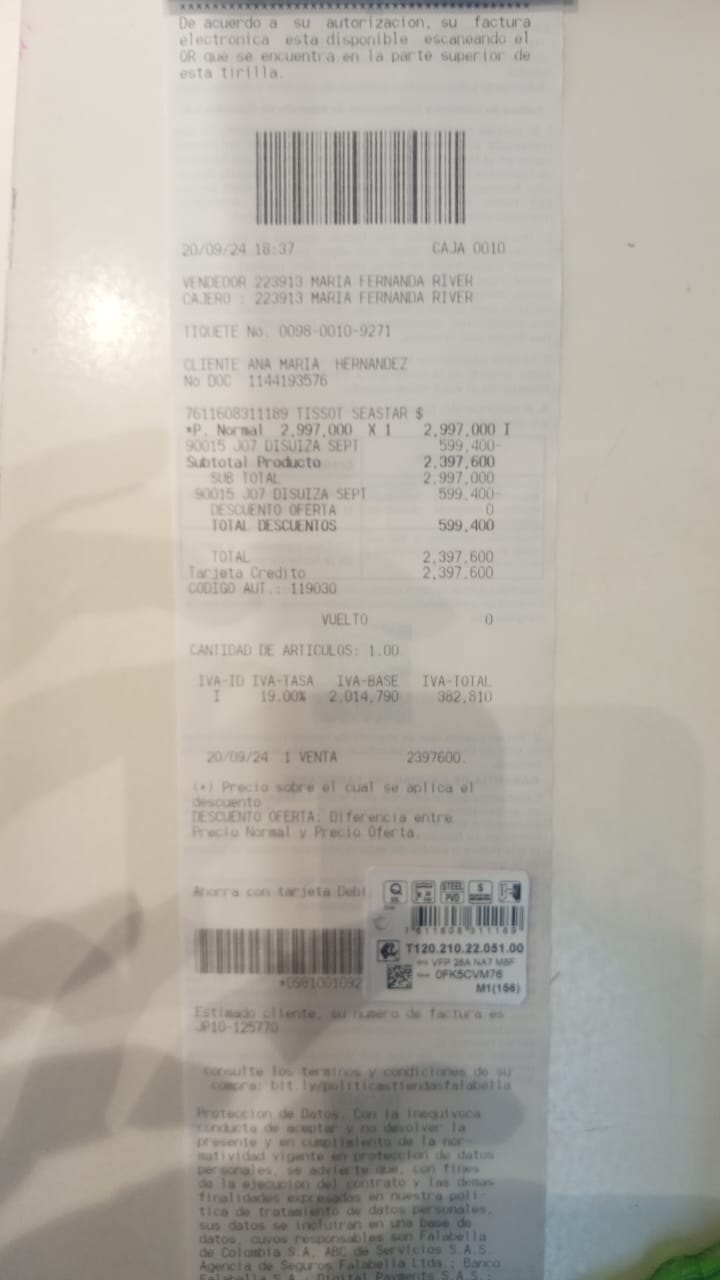 De acuerdo a su autorizacion, su factura
electronica esta disponible escaneando el
QR que se encuentra en la parte superior de
esta tirilla.
20/09/24 18:37 CAJA 0010
VENDEDOR 223913 MARIA FERNANDA RIVER
CAJERO : 223913 MARIA FERNANDA RIVER
TIQUETE No. 0098-0010-9271
CLIENTE ANA MARIA HERNANDEZ
No DOC 1144193576
7611608311189 TISSOT SEASTAR $
*P. Normal 2,997,000 X 1 2,997,000 I
90015 J07 DISUIZA SEPT 599,400-
Subtotal Producto 2,397,600
SUB TOTAL 2,997,000
90015 J07 DISUIZA SEPT 599,400-
DESCUENTO OFERTA 0
TOTAL DESCUENTOS 599,400
TOTAL 2,397,600
Tarjeta Credito 2,397,600
CODIGO AUT.: 119030
VUELTO 0
CANTIDAD DE ARTICULOS: 1.00
IVA-ID IVA-TASA IVA-BASE IVA-TOTAL
I 19.00% 2,014,790 382,810
20/09/24 1 VENTA 2397600.
(*) Precio sobre el cual se aplica el
descuento
DESCUENTO OFERTA: Diferencia entre
Precio Normal y Precio Oferta.
Ahorra con tarjeta Debi
STEEL
PVD
S
7 611608 311189
T120.210.22.051.00
VFP 28A NA7 MBF
0FK5CVM76
M1(156)
*0981001092
Estimado cliente, su numero de factura es
JP10-125770
consulte los terminos y condiciones de su
compra: bit.ly/politicastiendasfalabella
Proteccion de Datos. Con la inequivoca
conducta de aceptar y no devolver la
presente y en cumplimiento de la nor-
matividad vigente en proteccion de datos
personales, se advierte que, con fines
de la ejecucion del contrato y las demas
finalidades expresadas en nuestra poli-
tica de tratamiento de datos personales,
sus datos se incluiran en una base de
datos, cuyos responsables son Falabella
de Colombia S.A, ABC de Servicios S.A.S.
Agencia de Seguros Falabella Ltda.; Banco
Falabella S.A., Digital Payments S.A.S.